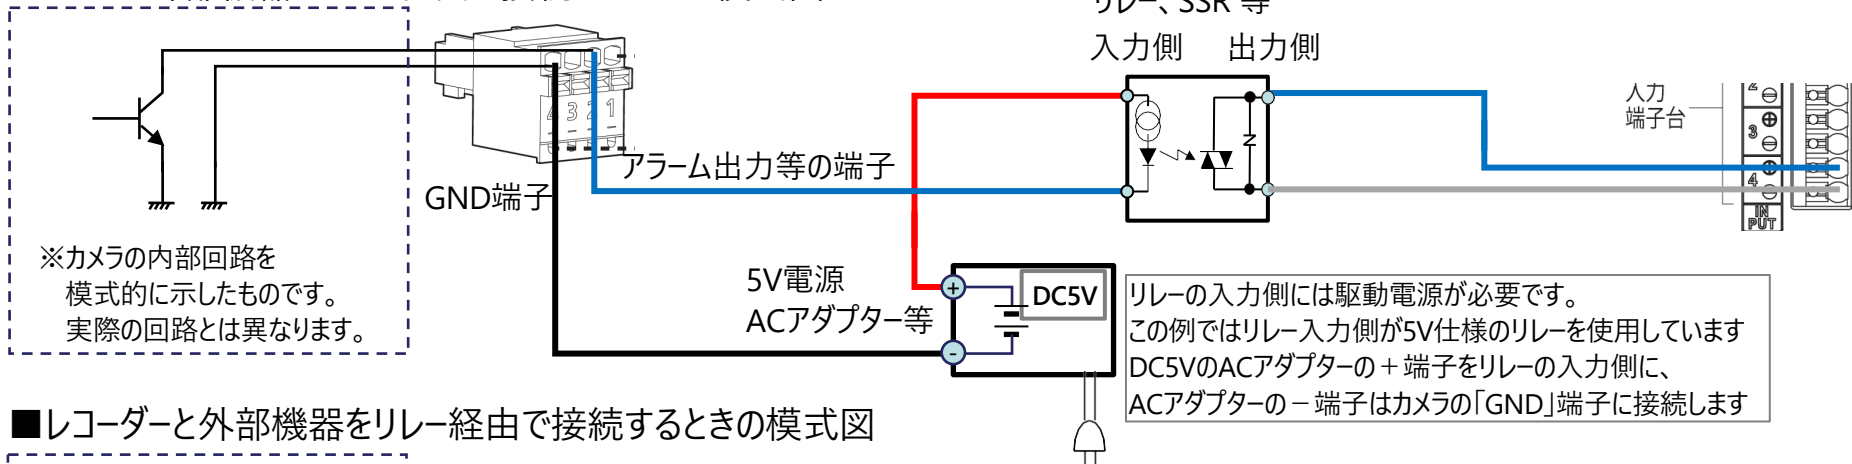 リレー、SSR 等
入力側 出力側
入力
端子台
2
3
4
IN
PUT
4 3 2 1
アラーム出力等の端子
GND端子
※カメラの内部回路を
模式的に示したものです。
実際の回路とは異なります。
5V電源
ACアダプター等
+
-
DC5V
リレーの入力側には駆動電源が必要です。
この例ではリレー入力側が5V仕様のリレーを使用しています
DC5VのACアダプターの+端子をリレーの入力側に、
ACアダプターの-端子はカメラの「GND」端子に接続します
■レコーダーと外部機器をリレー経由で接続するときの模式図